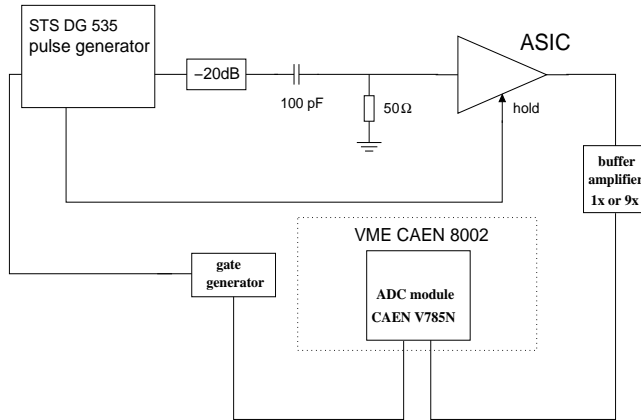 STS DG 535
pulse generator
−20dB
100 pF
50Ω
ASIC
hold
buffer
amplifier
1x or 9x
VME CAEN 8002
gate
generator
ADC module
CAEN V785N